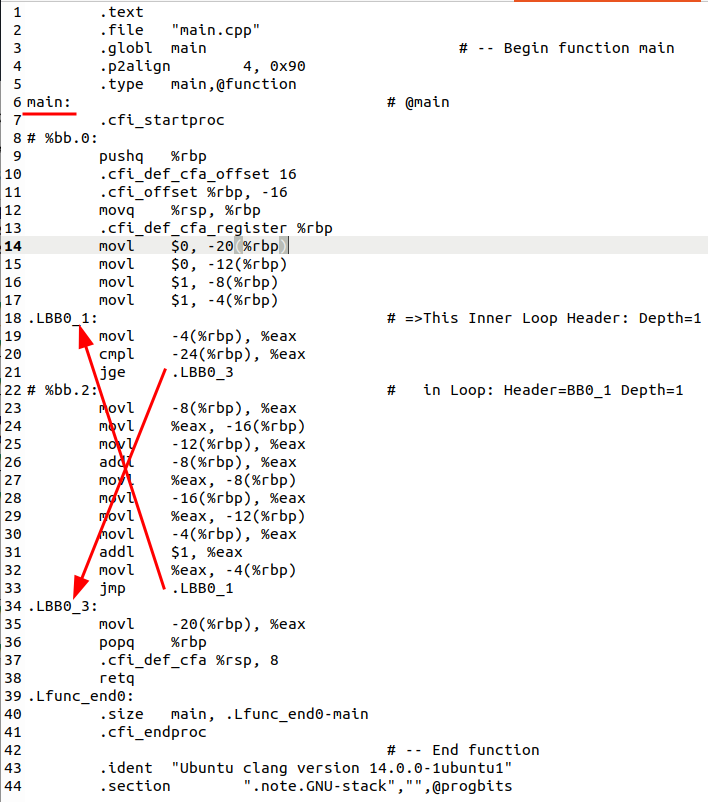 1 .text
2 .file "main.cpp"
3 .globl main # -- Begin function main
4 .p2align 4, 0x90
5 .type main,@function
6 main: # @main
7 .cfi_startproc
8 # %bb.0:
9 pushq %rbp
10 .cfi_def_cfa_offset 16
11 .cfi_offset %rbp, -16
12 movq %rsp, %rbp
13 .cfi_def_cfa_register %rbp
14 movl $0, -20(%rbp)
15 movl $0, -12(%rbp)
16 movl $1, -8(%rbp)
17 movl $1, -4(%rbp)
18 .LBB0_1: # =>This Inner Loop Header: Depth=1
19 movl -4(%rbp), %eax
20 cmpl -24(%rbp), %eax
21 jge .LBB0_3
22 # %bb.2: # in Loop: Header=BB0_1 Depth=1
23 movl -8(%rbp), %eax
24 movl %eax, -16(%rbp)
25 movl -12(%rbp), %eax
26 addl -8(%rbp), %eax
27 movl %eax, -8(%rbp)
28 movl -16(%rbp), %eax
29 movl %eax, -12(%rbp)
30 movl -4(%rbp), %eax
31 addl $1, %eax
32 movl %eax, -4(%rbp)
33 jmp .LBB0_1
34 .LBB0_3:
35 movl -20(%rbp), %eax
36 popq %rbp
37 .cfi_def_cfa %rsp, 8
38 retq
39 .Lfunc_end0:
40 .size main, .Lfunc_end0-main
41 .cfi_endproc
42 # -- End function
43 .ident "Ubuntu clang version 14.0.0-1ubuntu1"
44 .section ".note.GNU-stack","",@progbits